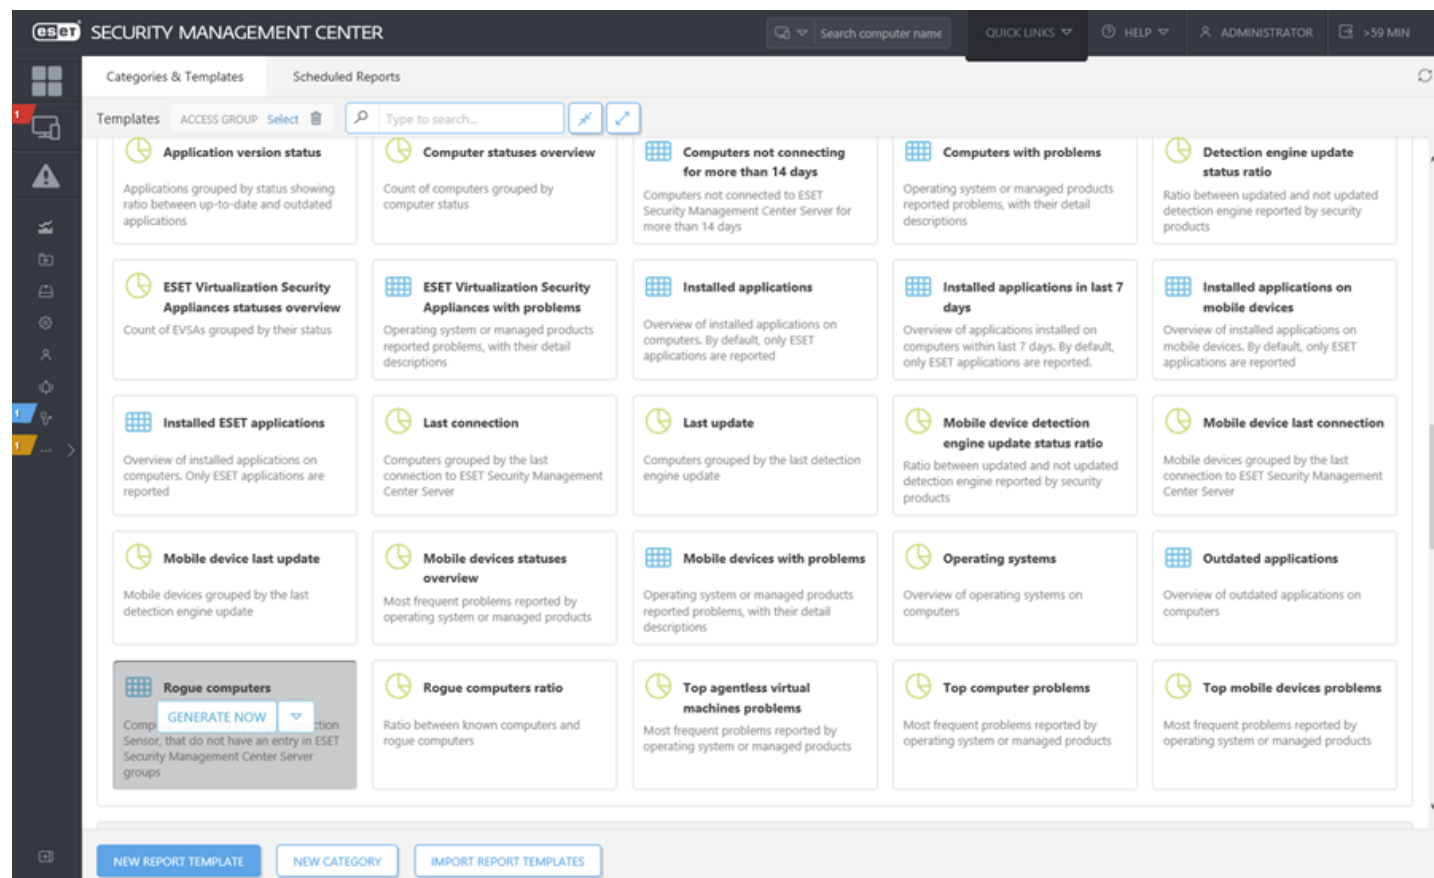 eset SECURITY MANAGEMENT CENTER
Search computer name
QUICK LINKS
HELP
ADMINISTRATOR
>59 MIN
Categories & Templates
Scheduled Reports
Templates
ACCESS GROUP Select
Type to search...
1
1
1
...
Application version status
Applications grouped by status showing
ratio between up-to-date and outdated
applications
Computer statuses overview
Count of computers grouped by
computer status
Computers not connecting
for more than 14 days
Computers not connected to ESET
Security Management Center Server for
more than 14 days
Computers with problems
Operating system or managed products
reported problems, with their detail
descriptions
Detection engine update
status ratio
Ratio between updated and not updated
detection engine reported by security
products
ESET Virtualization Security
Appliances statuses overview
Count of EVSAs grouped by their status
ESET Virtualization Security
Appliances with problems
Operating system or managed products
reported problems, with their detail
descriptions
Installed applications
Overview of installed applications on
computers. By default, only ESET
applications are reported
Installed applications in last 7
days
Overview of applications installed on
computers within last 7 days. By default,
only ESET applications are reported.
Installed applications on
mobile devices
Overview of installed applications on
mobile devices. By default, only ESET
applications are reported
Installed ESET applications
Overview of installed applications on
computers. Only ESET applications are
reported
Last connection
Computers grouped by the last
connection to ESET Security Management
Center Server
Last update
Computers grouped by the last detection
engine update
Mobile device detection
engine update status ratio
Ratio between updated and not updated
detection engine reported by security
products
Mobile device last connection
Mobile devices grouped by the last
connection to ESET Security Management
Center Server
Mobile device last update
Mobile devices grouped by the last
detection engine update
Mobile devices statuses
overview
Most frequent problems reported by
operating system or managed products
Mobile devices with problems
Operating system or managed products
reported problems, with their detail
descriptions
Operating systems
Overview of operating systems on
computers
Outdated applications
Overview of outdated applications on
computers
Rogue computers
GENERATE NOW
Sensor, that do not have an entry in ESET
Security Management Center Server
groups
Rogue computers ratio
Ratio between known computers and
rogue computers
Top agentless virtual
machines problems
Most frequent problems reported by
operating system or managed products
Top computer problems
Most frequent problems reported by
operating system or managed products
Top mobile devices problems
Most frequent problems reported by
operating system or managed products
NEW REPORT TEMPLATE
NEW CATEGORY
IMPORT REPORT TEMPLATES